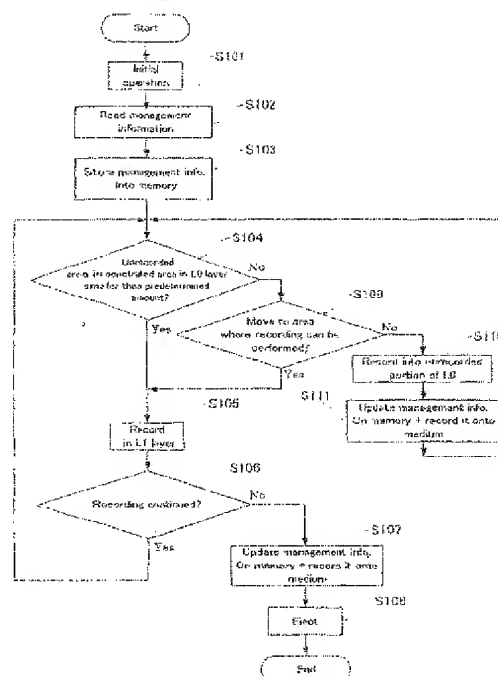 Start
S101
Initial
operation
S102
Read management
information
S103
Store management info.
Into memory
S104
Unrecorded
area in penetrated area in L0 layer
smaller than predetermined
amount?
No
Yes
S109
Move to area
where recording can be
performed?
No
Yes
S110
Record into unrecorded
portion of L0
S111
Update management info.
On memory + record it onto
medium
S105
Record
in L1 layer
S106
Recording continued?
No
Yes
S107
Update management info.
On memory + record it onto
medium
S108
Eject
End